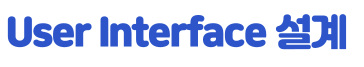 User Interface 설계